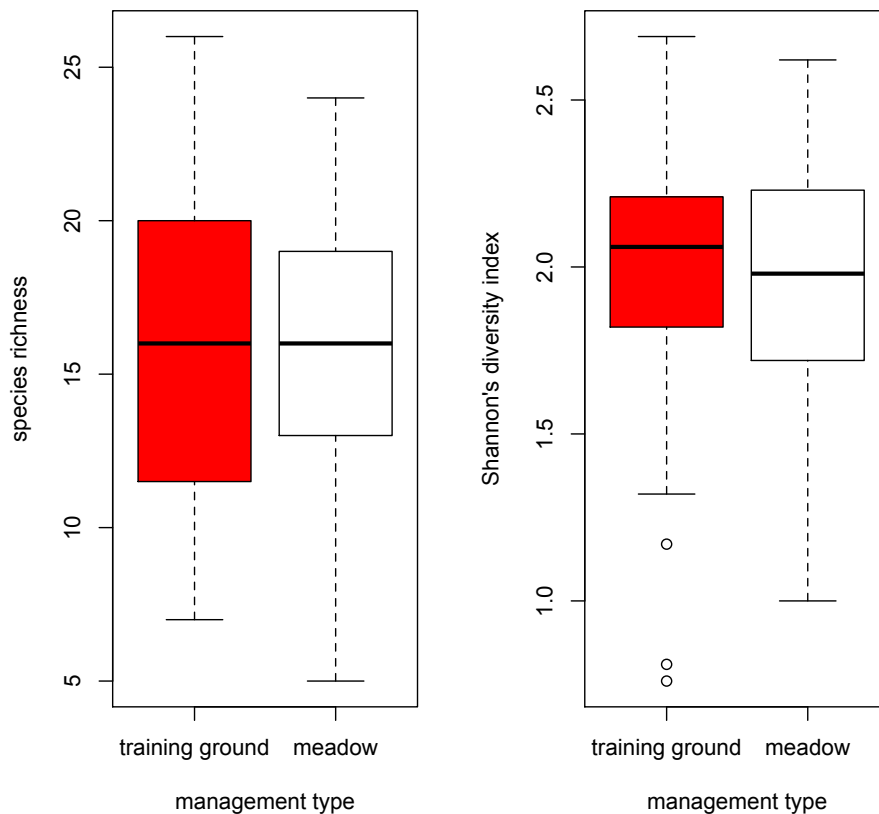 species richness
25
20
15
10
5
training ground
meadow
management type
Shannon's diversity index
2.5
2.0
1.5
1.0
training ground
meadow
management type